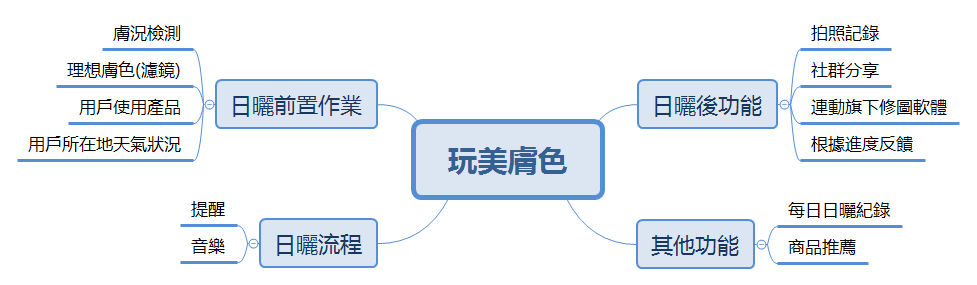 玩美膚色
日曬前置作業
膚況檢測
理想膚色(濾鏡)
用戶使用產品
用戶所在地天氣狀況
日曬流程
提醒
音樂
日曬後功能
拍照記錄
社群分享
連動旗下修圖軟體
根據進度反饋
其他功能
每日日曬紀錄
商品推薦